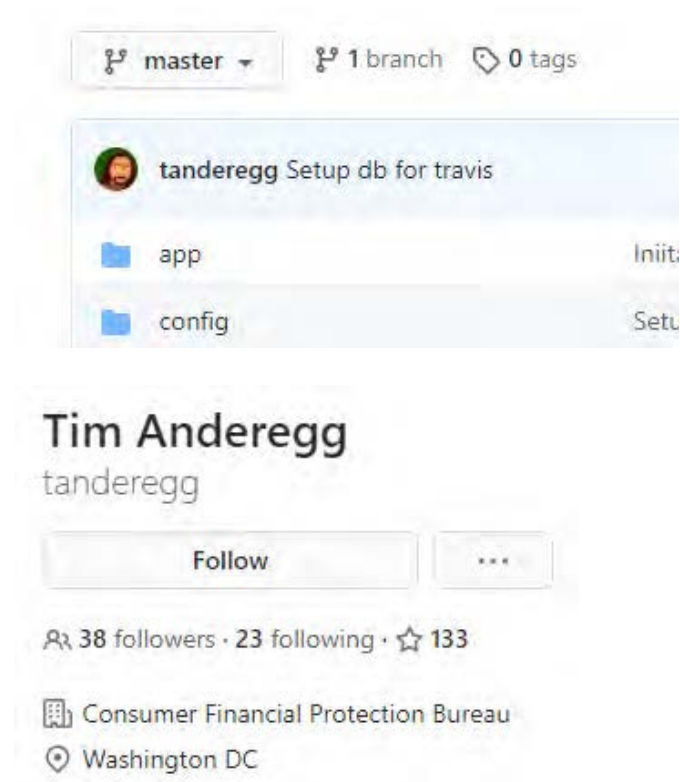 master
1 branch
0 tags
tanderegg Setup db for travis
app
config
Setu
Tim Anderegg
tanderegg
Follow
...
38 followers · 23 following · 133
Consumer Financial Protection Bureau
Washington DC